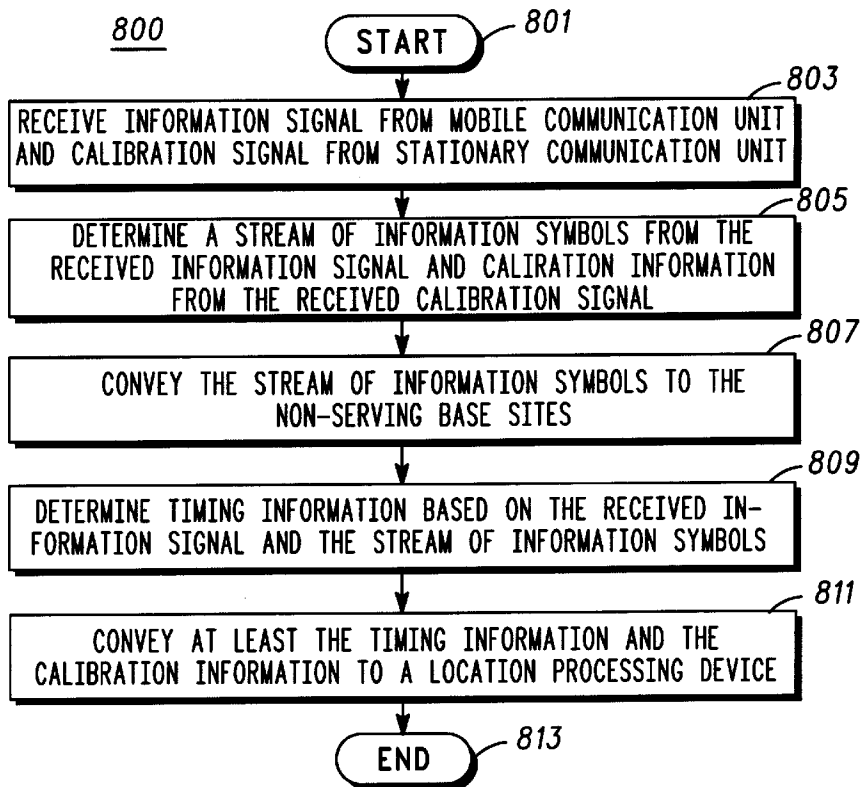 800
START
801
803
RECEIVE INFORMATION SIGNAL FROM MOBILE COMMUNICATION UNIT
AND CALIBRATION SIGNAL FROM STATIONARY COMMUNICATION UNIT
805
DETERMINE A STREAM OF INFORMATION SYMBOLS FROM THE
RECEIVED INFORMATION SIGNAL AND CALIRATION INFORMATION
FROM THE RECEIVED CALIBRATION SIGNAL
807
CONVEY THE STREAM OF INFORMATION SYMBOLS TO THE
NON-SERVING BASE SITES
809
DETERMINE TIMING INFORMATION BASED ON THE RECEIVED IN-
FORMATION SIGNAL AND THE STREAM OF INFORMATION SYMBOLS
811
CONVEY AT LEAST THE TIMING INFORMATION AND THE
CALIBRATION INFORMATION TO A LOCATION PROCESSING DEVICE
END
813